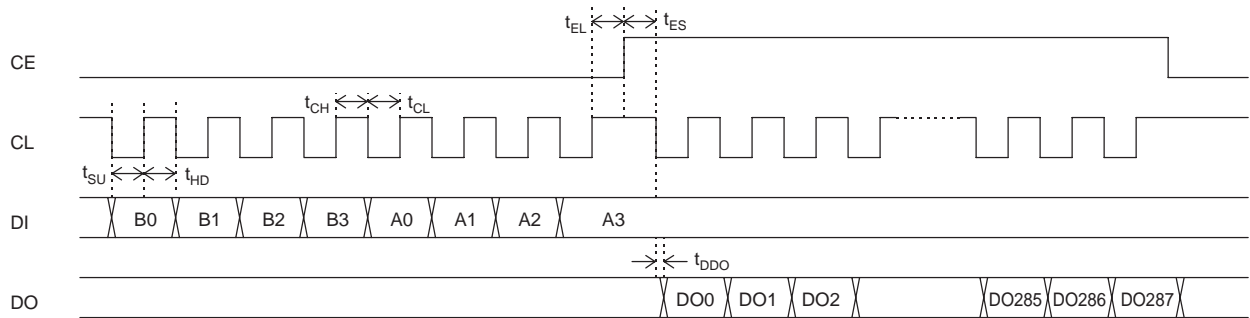 tEL tES
CE
tCH tCL
CL
tSU tHD
DI B0 B1 B2 B3 A0 A1 A2 A3
tDDO
DO DO0 DO1 DO2 DO285 DO286 DO287